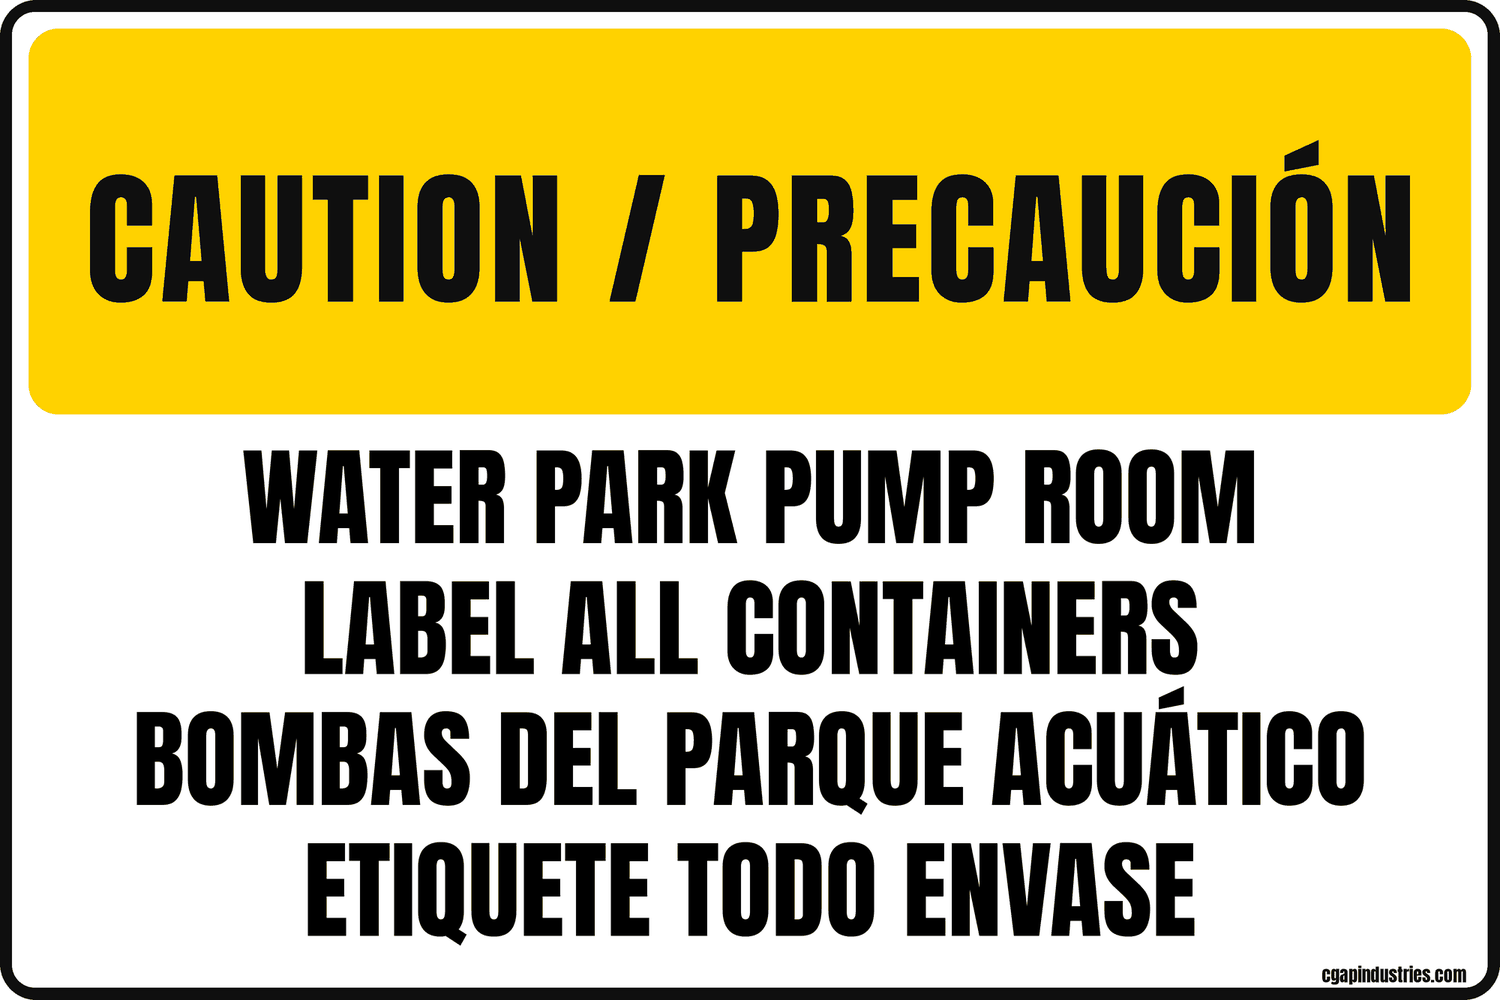 CAUTION / PRECAUCIÓN
WATER PARK PUMP ROOM
LABEL ALL CONTAINERS
BOMBAS DEL PARQUE ACUÁTICO
ETIQUETE TODO ENVASE
cgapindustries.com